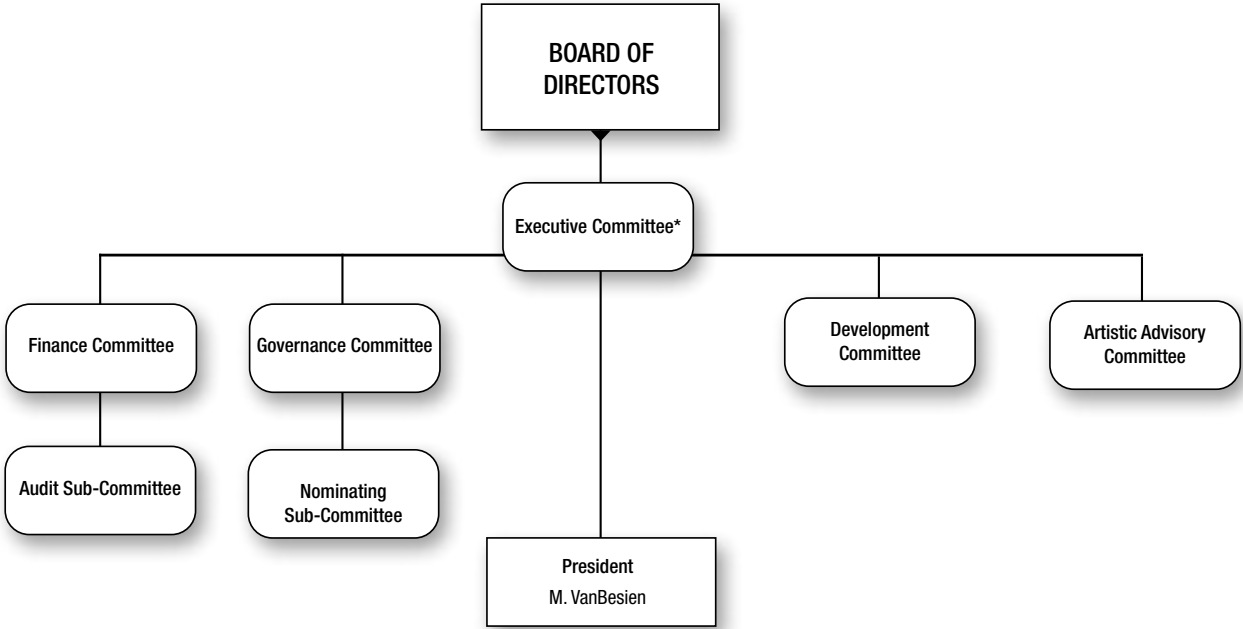 BOARD OF
DIRECTORS
Executive Committee*
Finance Committee
Governance Committee
Development
Committee
Artistic Advisory
Committee
Audit Sub-Committee
Nominating
Sub-Committee
President
M. VanBesien